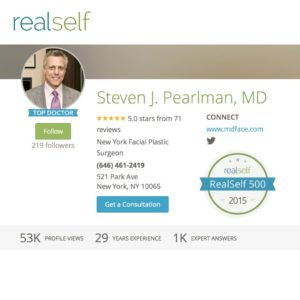 realself
Steven J. Pearlman, MD
TOP DOCTOR
Follow
219 followers
5.0 stars from 71
reviews
New York Facial Plastic
Surgeon
(646) 461-2419
521 Park Ave
New York, NY 10065
Get a Consultation
CONNECT
www.mdface.com
realself
RealSelf 500
2015
53K PROFILE VIEWS 29 YEARS EXPERIENCE 1K EXPERT ANSWERS